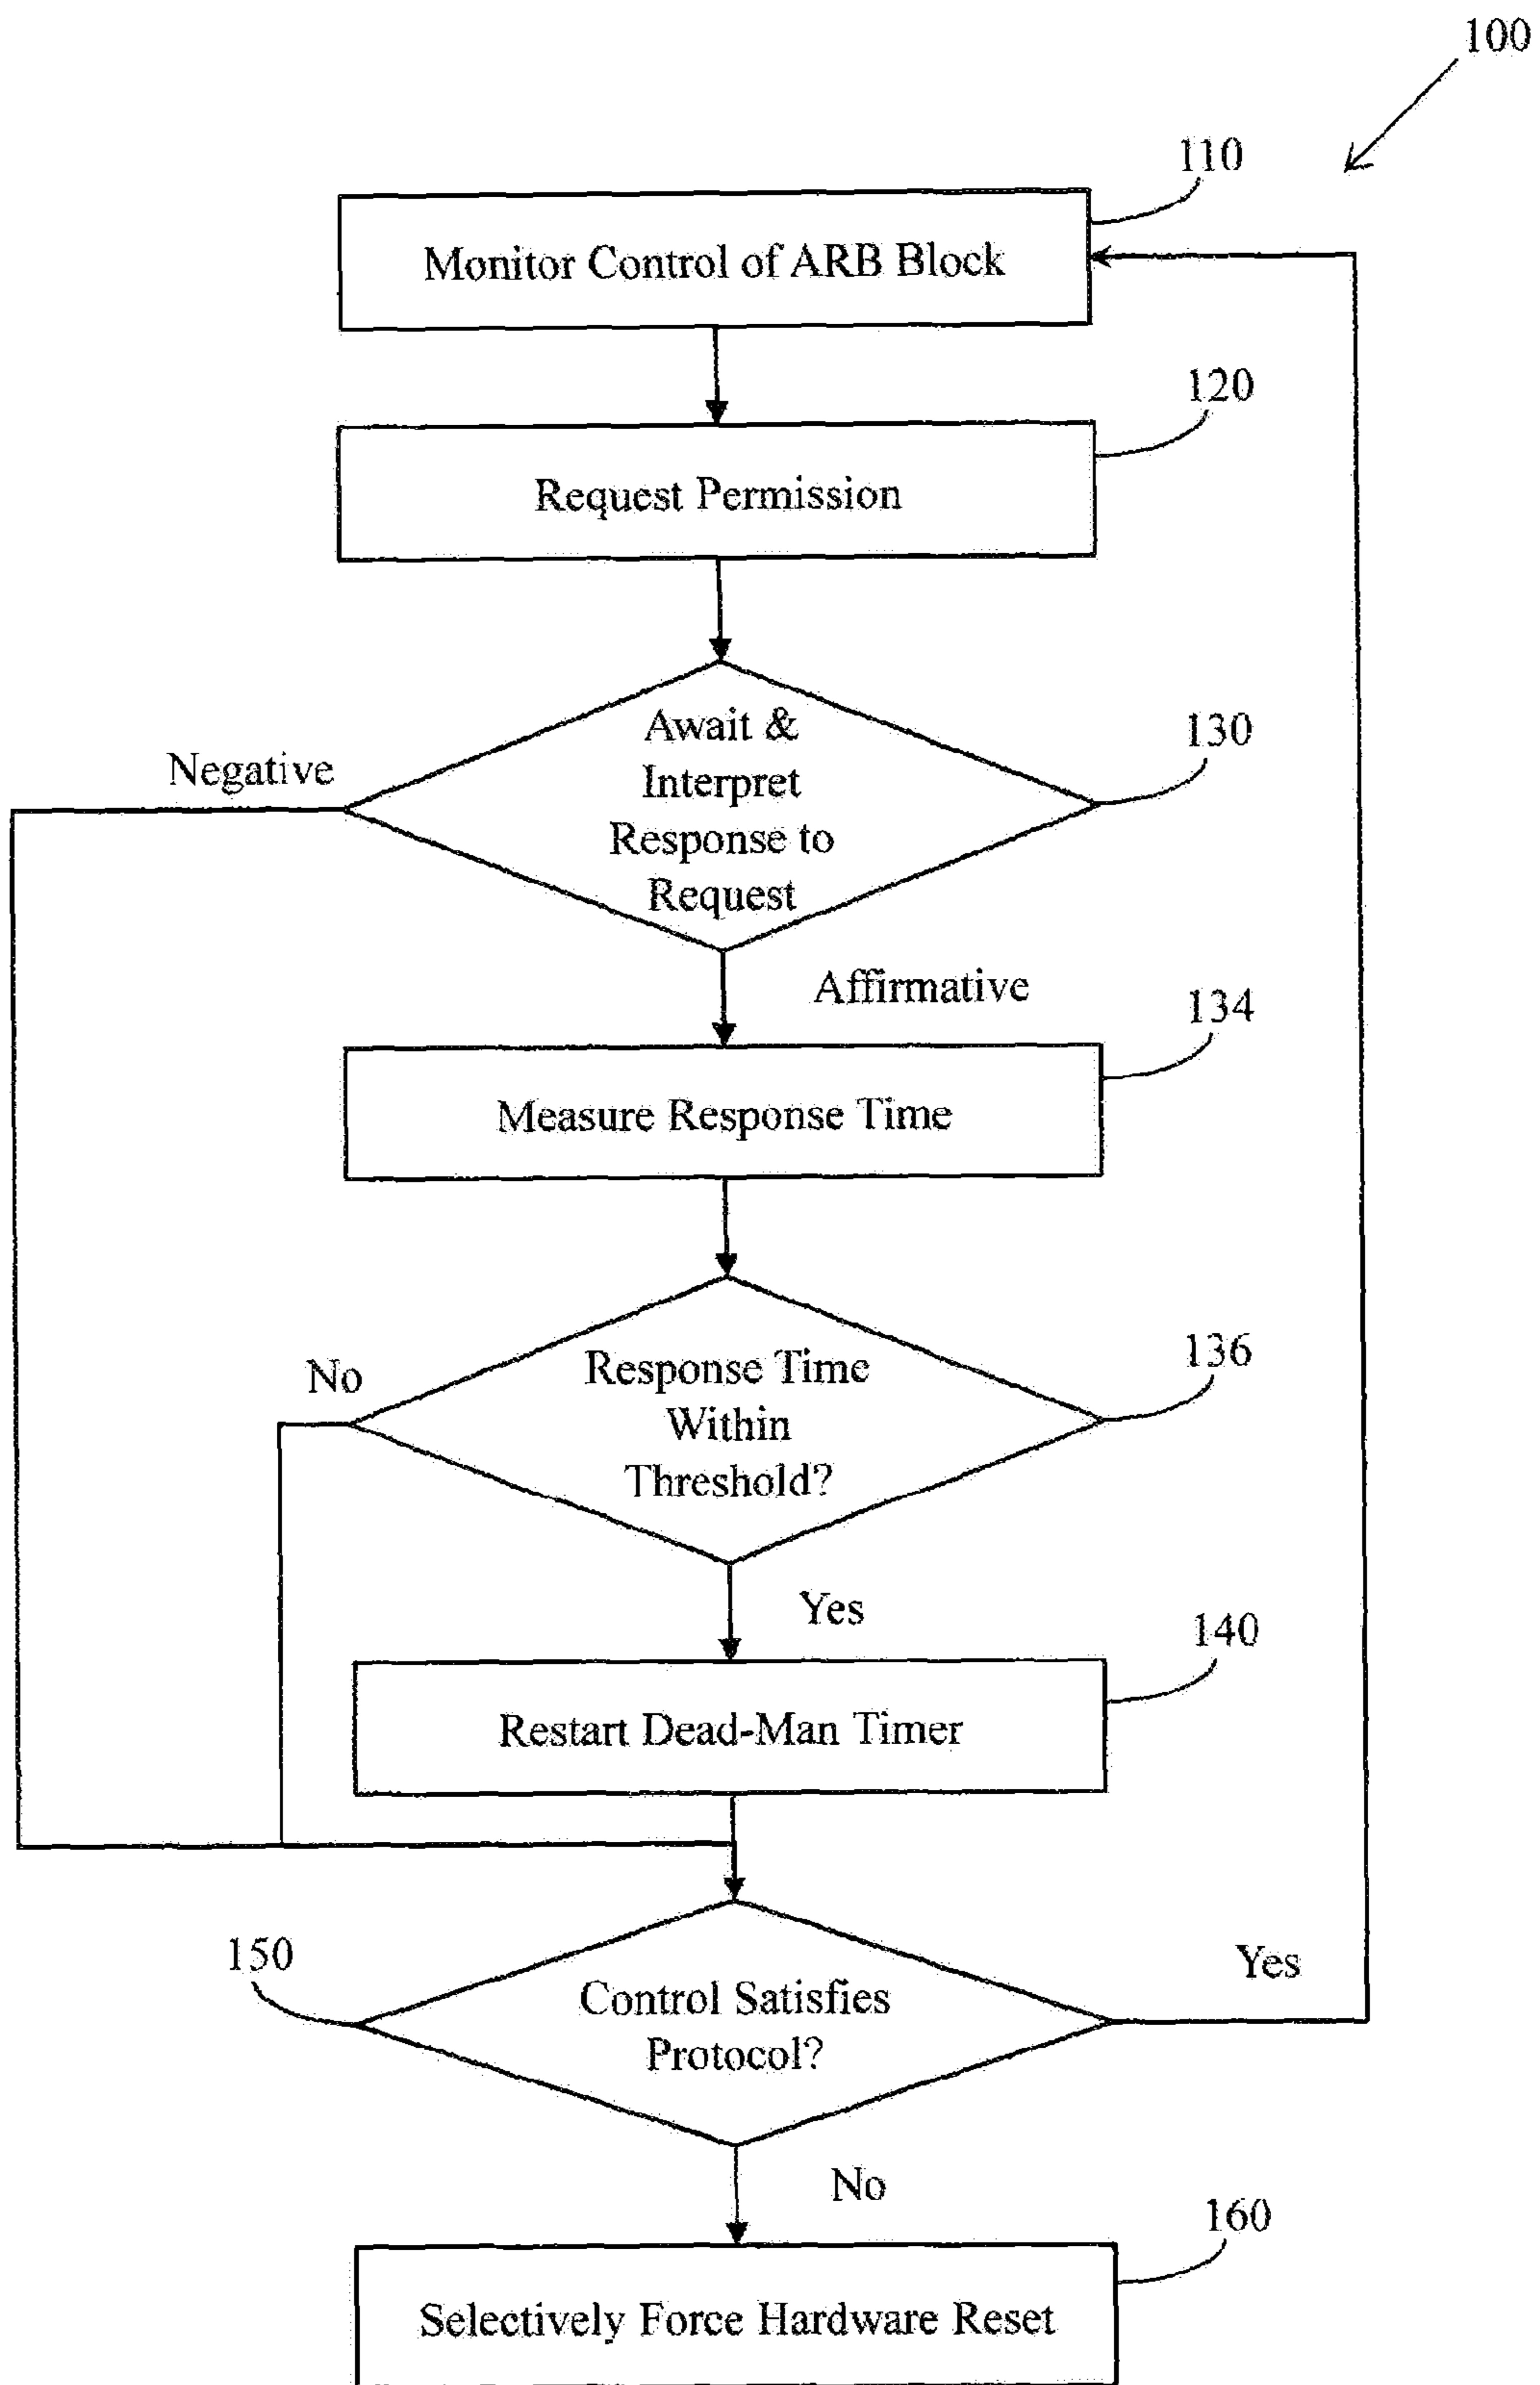 100
110
Monitor Control of ARB Block
120
Request Permission
130
Await &
Interpret
Response to
Request
Negative
Affirmative
134
Measure Response Time
136
Response Time
Within
Threshold?
No
Yes
140
Restart Dead-Man Timer
150
Control Satisfies
Protocol?
Yes
No
160
Selectively Force Hardware Reset